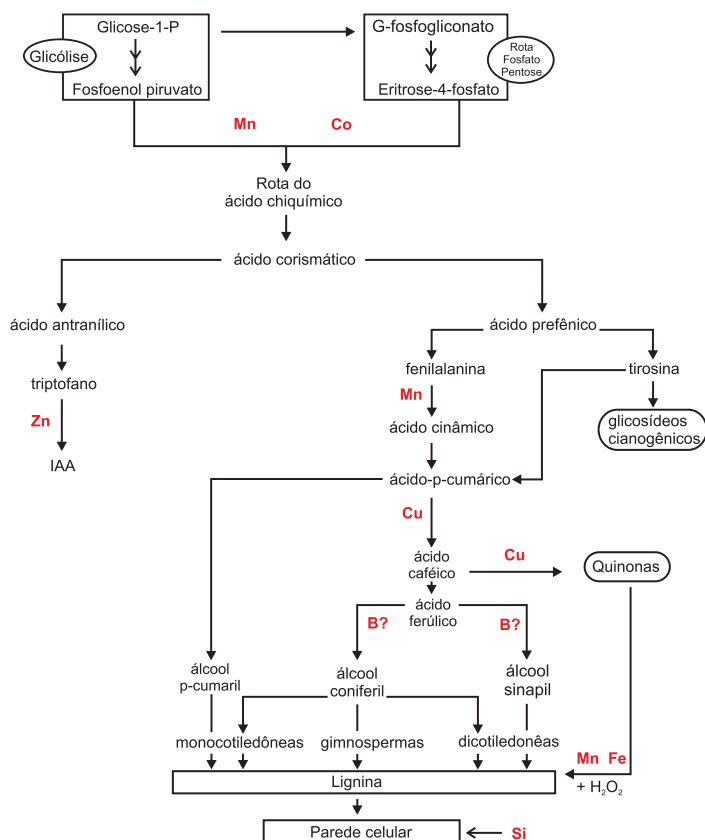 Glicose-1-P
G-fosfogliconato
Glicólise
Rota
Fosfato
Pentose
Fosfoenol piruvato
Eritrose-4-fosfato
Mn
Co
Rota do
ácido chiquímico
ácido corismático
ácido antranílico
ácido prefênico
triptofano
fenilalanina
tirosina
Zn
Mn
glicosídeos
cianogênicos
ácido cinâmico
IAA
ácido-p-cumárico
Cu
ácido
caféico
Cu
Quinonas
ácido
ferúlico
B?
B?
álcool
p-cumaril
álcool
coniferil
álcool
sinapil
monocotiledôneas
gimnospermas
dicotiledonêas
Mn Fe
+ H₂O₂
Lignina
Parede celular
Si